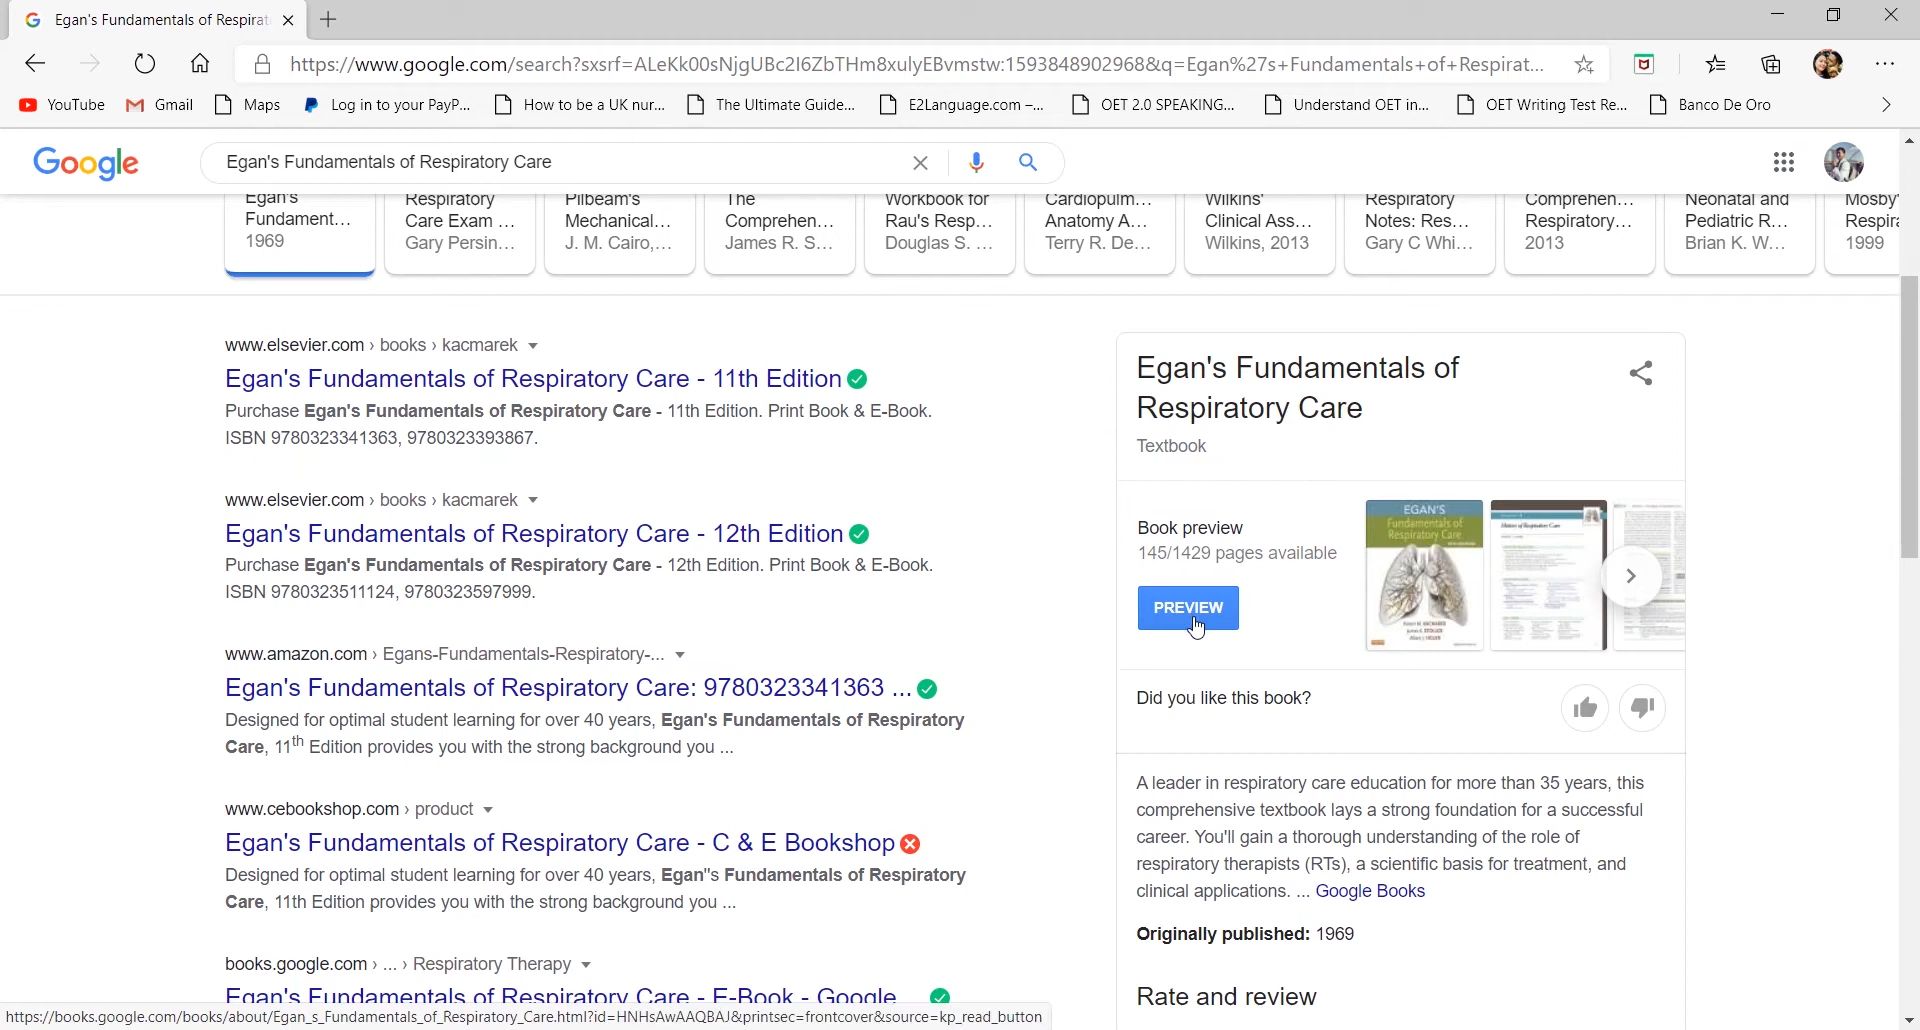 Egan's Fundamentals of Respirat
https://www.google.com/search?sxsrf=ALeKk00sNjgUBc2I6ZbTHm8xulyEBvmstw:1593848902968&q=Egan%27s+Fundamentals+of+Respirat...
YouTube Gmail Maps Log in to your PayP... How to be a UK nur... The Ultimate Guide... E2Language.com –... OET 2.0 SPEAKING... Understand OET in... OET Writing Test Re... Banco De Oro
Google Egan's Fundamentals of Respiratory Care
Egan's Fundament... 1969
Respiratory Care Exam ... Gary Persin...
Pilbeam's Mechanical... J. M. Cairo,...
The Comprehen... James R. S...
Workbook for Rau's Resp... Douglas S. ...
Cardiopulm... Anatomy A... Terry R. De...
Wilkins' Clinical Ass... Wilkins, 2013
Respiratory Notes: Res... Gary C Whi...
Comprehen... Respiratory... 2013
Neonatal and Pediatric R... Brian K. W...
Mosby' Respira 1999
www.elsevier.com › books › kacmarek
Egan's Fundamentals of Respiratory Care - 11th Edition
Purchase Egan's Fundamentals of Respiratory Care - 11th Edition. Print Book & E-Book.
ISBN 9780323341363, 9780323393867.
www.elsevier.com › books › kacmarek
Egan's Fundamentals of Respiratory Care - 12th Edition
Purchase Egan's Fundamentals of Respiratory Care - 12th Edition. Print Book & E-Book.
ISBN 9780323511124, 9780323597999.
www.amazon.com › Egans-Fundamentals-Respiratory-...
Egan's Fundamentals of Respiratory Care: 9780323341363 ...
Designed for optimal student learning for over 40 years, Egan's Fundamentals of Respiratory
Care, 11th Edition provides you with the strong background you ...
www.cebookshop.com › product
Egan's Fundamentals of Respiratory Care - C & E Bookshop
Designed for optimal student learning for over 40 years, Egan"s Fundamentals of Respiratory
Care, 11th Edition provides you with the strong background you ...
books.google.com › ... › Respiratory Therapy
Egan's Fundamentals of Respiratory Care - E-Book - Google ...
https://books.google.com/books/about/Egan_s_Fundamentals_of_Respiratory_Care.html?id=HNHsAwAAQBAJ&printsec=frontcover&source=kp_read_button
Egan's Fundamentals of
Respiratory Care
Textbook
Book preview
145/1429 pages available
PREVIEW
EGAN'S
Fundamentals of
Respiratory Care
Did you like this book?
A leader in respiratory care education for more than 35 years, this
comprehensive textbook lays a strong foundation for a successful
career. You'll gain a thorough understanding of the role of
respiratory therapists (RTs), a scientific basis for treatment, and
clinical applications. ... Google Books
Originally published: 1969
Rate and review